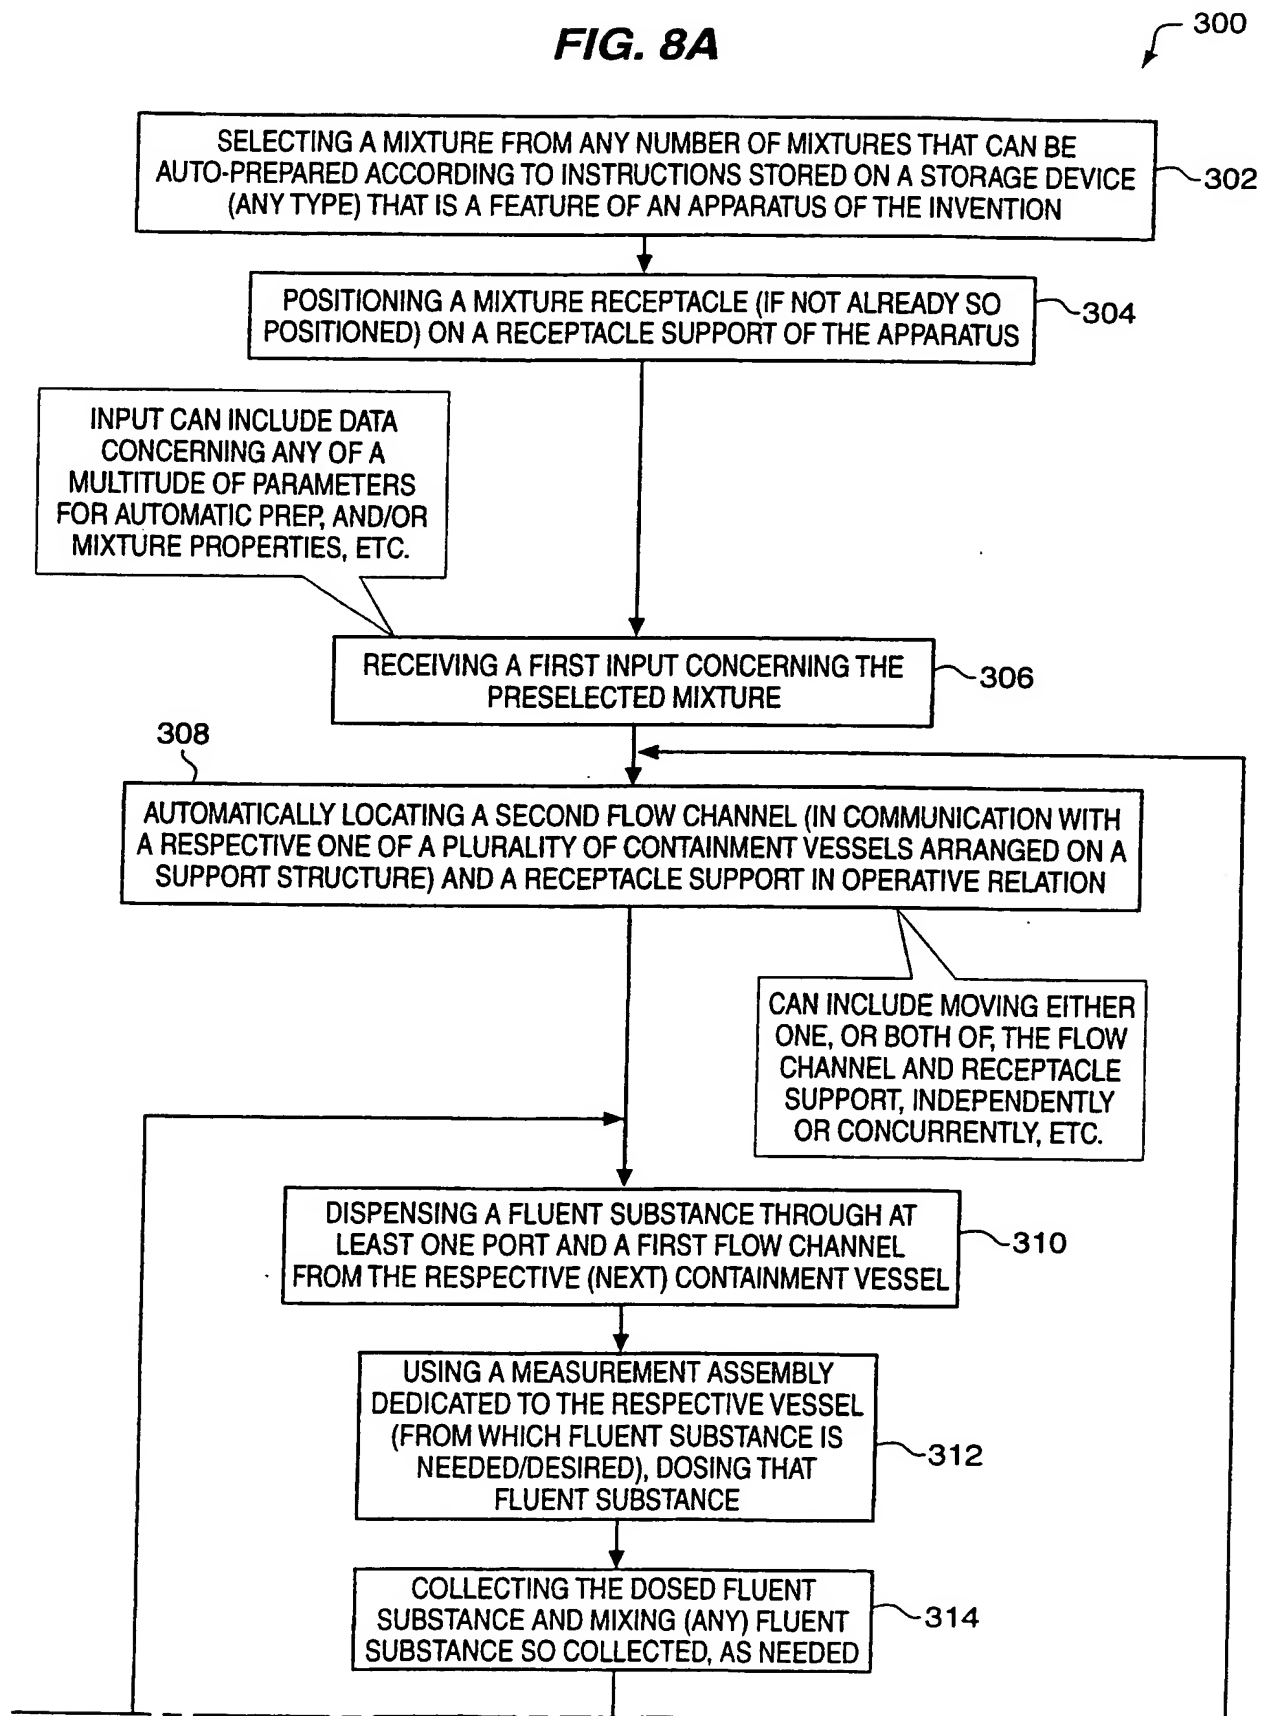 FIG. 8A
300
SELECTING A MIXTURE FROM ANY NUMBER OF MIXTURES THAT CAN BE
AUTO-PREPARED ACCORDING TO INSTRUCTIONS STORED ON A STORAGE DEVICE
(ANY TYPE) THAT IS A FEATURE OF AN APPARATUS OF THE INVENTION
302
POSITIONING A MIXTURE RECEPTACLE (IF NOT ALREADY SO
POSITIONED) ON A RECEPTACLE SUPPORT OF THE APPARATUS
304
INPUT CAN INCLUDE DATA
CONCERNING ANY OF A
MULTITUDE OF PARAMETERS
FOR AUTOMATIC PREP, AND/OR
MIXTURE PROPERTIES, ETC.
RECEIVING A FIRST INPUT CONCERNING THE
PRESELECTED MIXTURE
306
308
AUTOMATICALLY LOCATING A SECOND FLOW CHANNEL (IN COMMUNICATION WITH
A RESPECTIVE ONE OF A PLURALITY OF CONTAINMENT VESSELS ARRANGED ON A
SUPPORT STRUCTURE) AND A RECEPTACLE SUPPORT IN OPERATIVE RELATION
CAN INCLUDE MOVING EITHER
ONE, OR BOTH OF, THE FLOW
CHANNEL AND RECEPTACLE
SUPPORT, INDEPENDENTLY
OR CONCURRENTLY, ETC.
DISPENSING A FLUENT SUBSTANCE THROUGH AT
LEAST ONE PORT AND A FIRST FLOW CHANNEL
FROM THE RESPECTIVE (NEXT) CONTAINMENT VESSEL
310
USING A MEASUREMENT ASSEMBLY
DEDICATED TO THE RESPECTIVE VESSEL
(FROM WHICH FLUENT SUBSTANCE IS
NEEDED/DESIRED), DOSING THAT
FLUENT SUBSTANCE
312
COLLECTING THE DOSED FLUENT
SUBSTANCE AND MIXING (ANY) FLUENT
SUBSTANCE SO COLLECTED, AS NEEDED
314